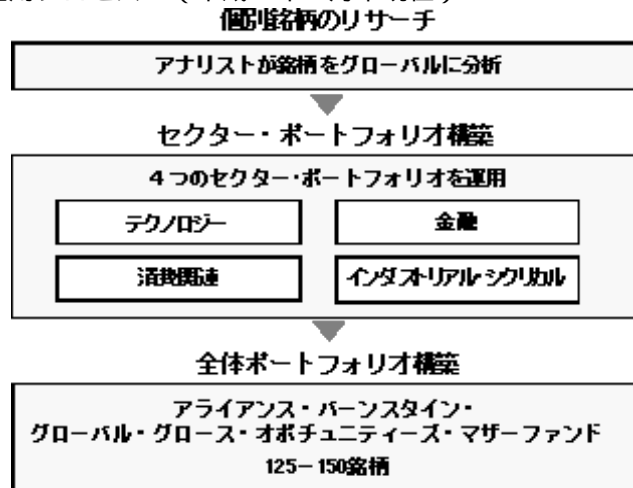 個別銘柄のリサーチ
アナリストが銘柄をグローバルに分析
セクター・ポートフォリオ構築
4つのセクター・ポートフォリオを運用
テクノロジー
金融
消費関連
インダストリアル・シクリカル
全体ポートフォリオ構築
アライアンス・バーンスタイン・
グローバル・グロース・オポチュニティーズ・マザーファンド
125－150銘柄